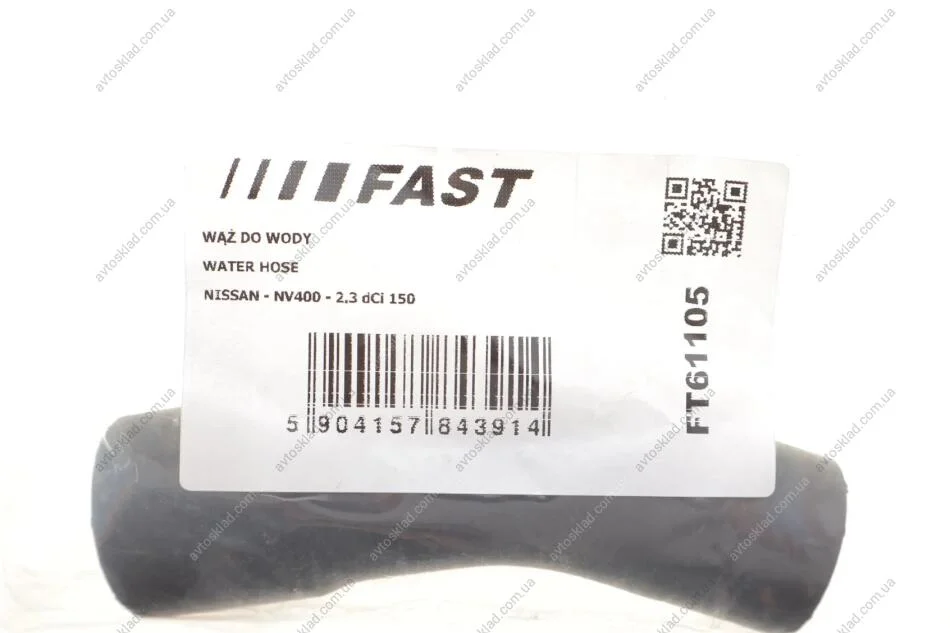 FAST
WĄŻ DO WODY
WATER HOSE
NISSAN - NV400 - 2.3 dCi 150
5 904157 843914
FT61105
avtosklad.com.ua